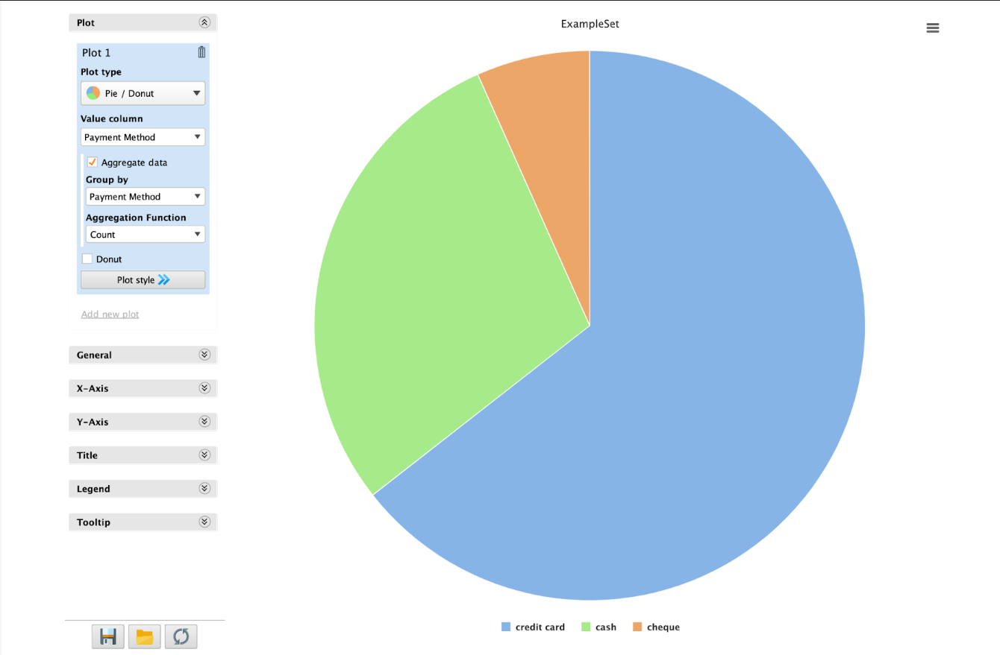 Plot
Plot 1
Plot type
Pie / Donut
Value column
Payment Method
Aggregate data
Group by
Payment Method
Aggregation Function
Count
Donut
Plot style
Add new plot
General
X-Axis
Y-Axis
Title
Legend
Tooltip
ExampleSet
credit card cash cheque